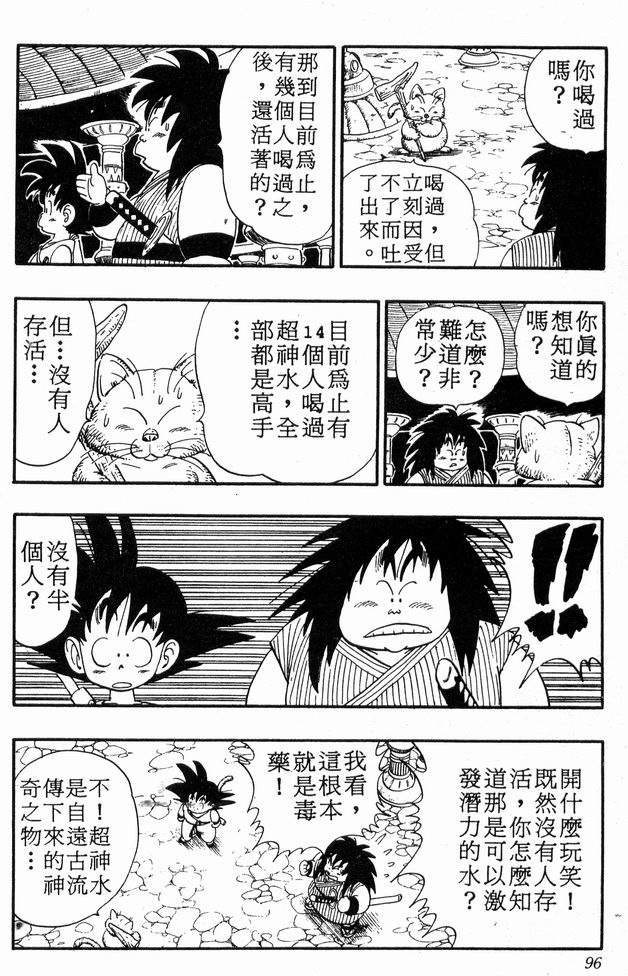 你喝過
嗎？
喝過，但
立刻因受
不了而吐
了出來。
那到目前為止，
有幾個人喝過之
後，還活著的？
你真的
想知道
嗎？
怎麼？
難道非
常少？
目前為止有
14個人喝過
超神水，全
部都是高手
…
但…沒有人
存活…
!!
沒有半
個人？
開什麼玩笑！
既然沒有人存
活，你怎麼知
道那是可以激
發潛力的水？
我看，
這根本
就是毒
藥！
不！超神水
是自遠古流
傳下來的神
奇之物…
96